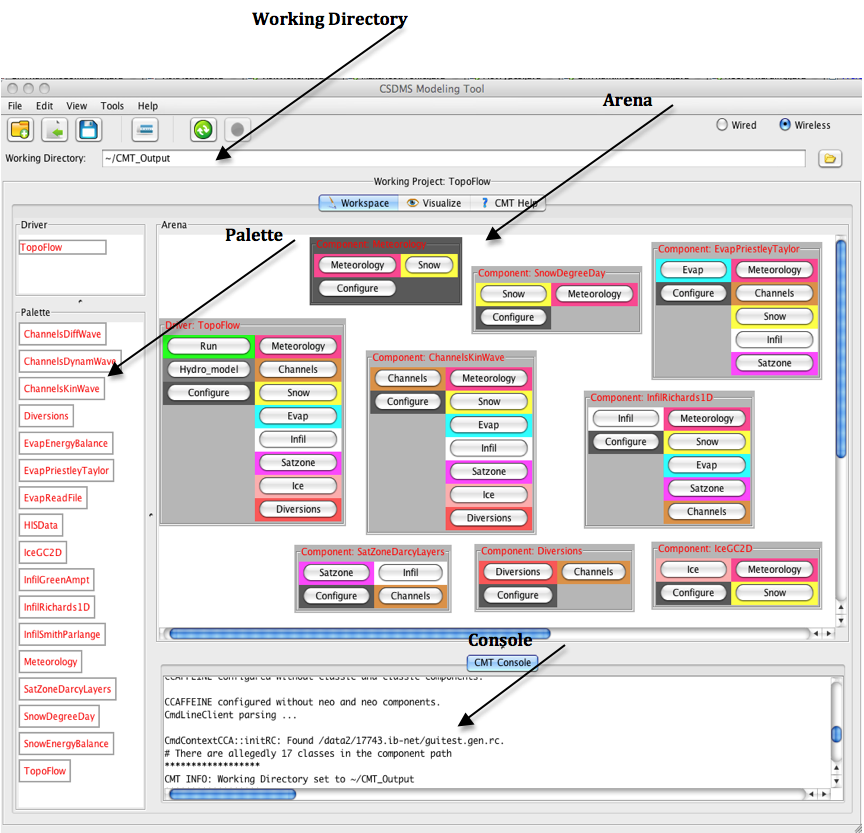 Working Directory
CSDMS Modeling Tool
Arena
File Edit View Tools Help
Wired Wireless
Working Directory: ~/CMT_Output
Working Project: TopoFlow
Workspace Visualize ? CMT Help
Driver
TopoFlow
Palette
ChannelsDiffWave
ChannelsDynamWave
ChannelsKinWave
Diversions
EvapEnergyBalance
EvapPriestleyTaylor
EvapReadFile
HISData
IceGC2D
InfilGreenAmpt
InfilRichards1D
InfilSmithParlange
Meteorology
SatZoneDarcyLayers
SnowDegreeDay
SnowEnergyBalance
TopoFlow
Palette
Arena
Component: Meteorology
Meteorology Snow
Configure
Component: SnowDegreeDay
Snow Meteorology
Configure
Component: EvapPriestleyTaylor
Evap Meteorology
Configure Channels
Snow
Infil
Satzone
Driver: TopoFlow
Run Meteorology
Hydro_model Channels
Configure Snow
Evap
Infil
Satzone
Ice
Diversions
Component: ChannelsKinWave
Channels Meteorology
Configure Snow
Evap
Infil
Satzone
Ice
Diversions
Component: InfilRichards1D
Infil Meteorology
Configure Snow
Evap
Satzone
Channels
Component: SatZoneDarcyLayers
Satzone Infil
Configure Channels
Component: Diversions
Diversions Channels
Configure
Component: IceGC2D
Ice Meteorology
Configure Snow
Console
CMT Console
CCAFFEINE configured without classic and classic components.
CCAFFEINE configured without neo and neo components.
CmdLineClient parsing ...
CmdContextCCA::initRC: Found /data2/17743.ib-net/guitest.gen.rc.
# There are allegedly 17 classes in the component path
******************
CMT INFO: Working Directory set to ~/CMT_Output